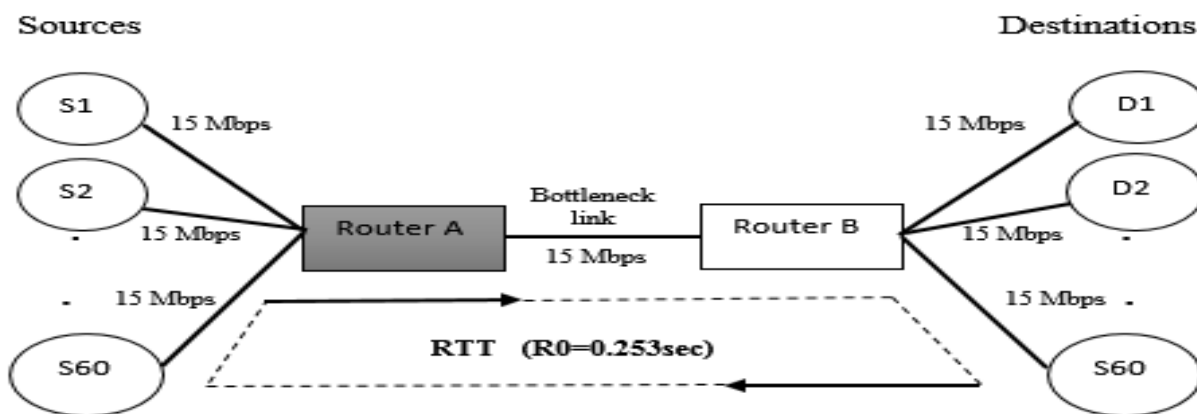 Sources
Destinations
S1
D1
15 Mbps
15 Mbps
S2
D2
Bottleneck
link
Router A
Router B
15 Mbps
15 Mbps
15 Mbps
15 Mbps
15 Mbps
RTT (R0=0.253sec)
S60
S60